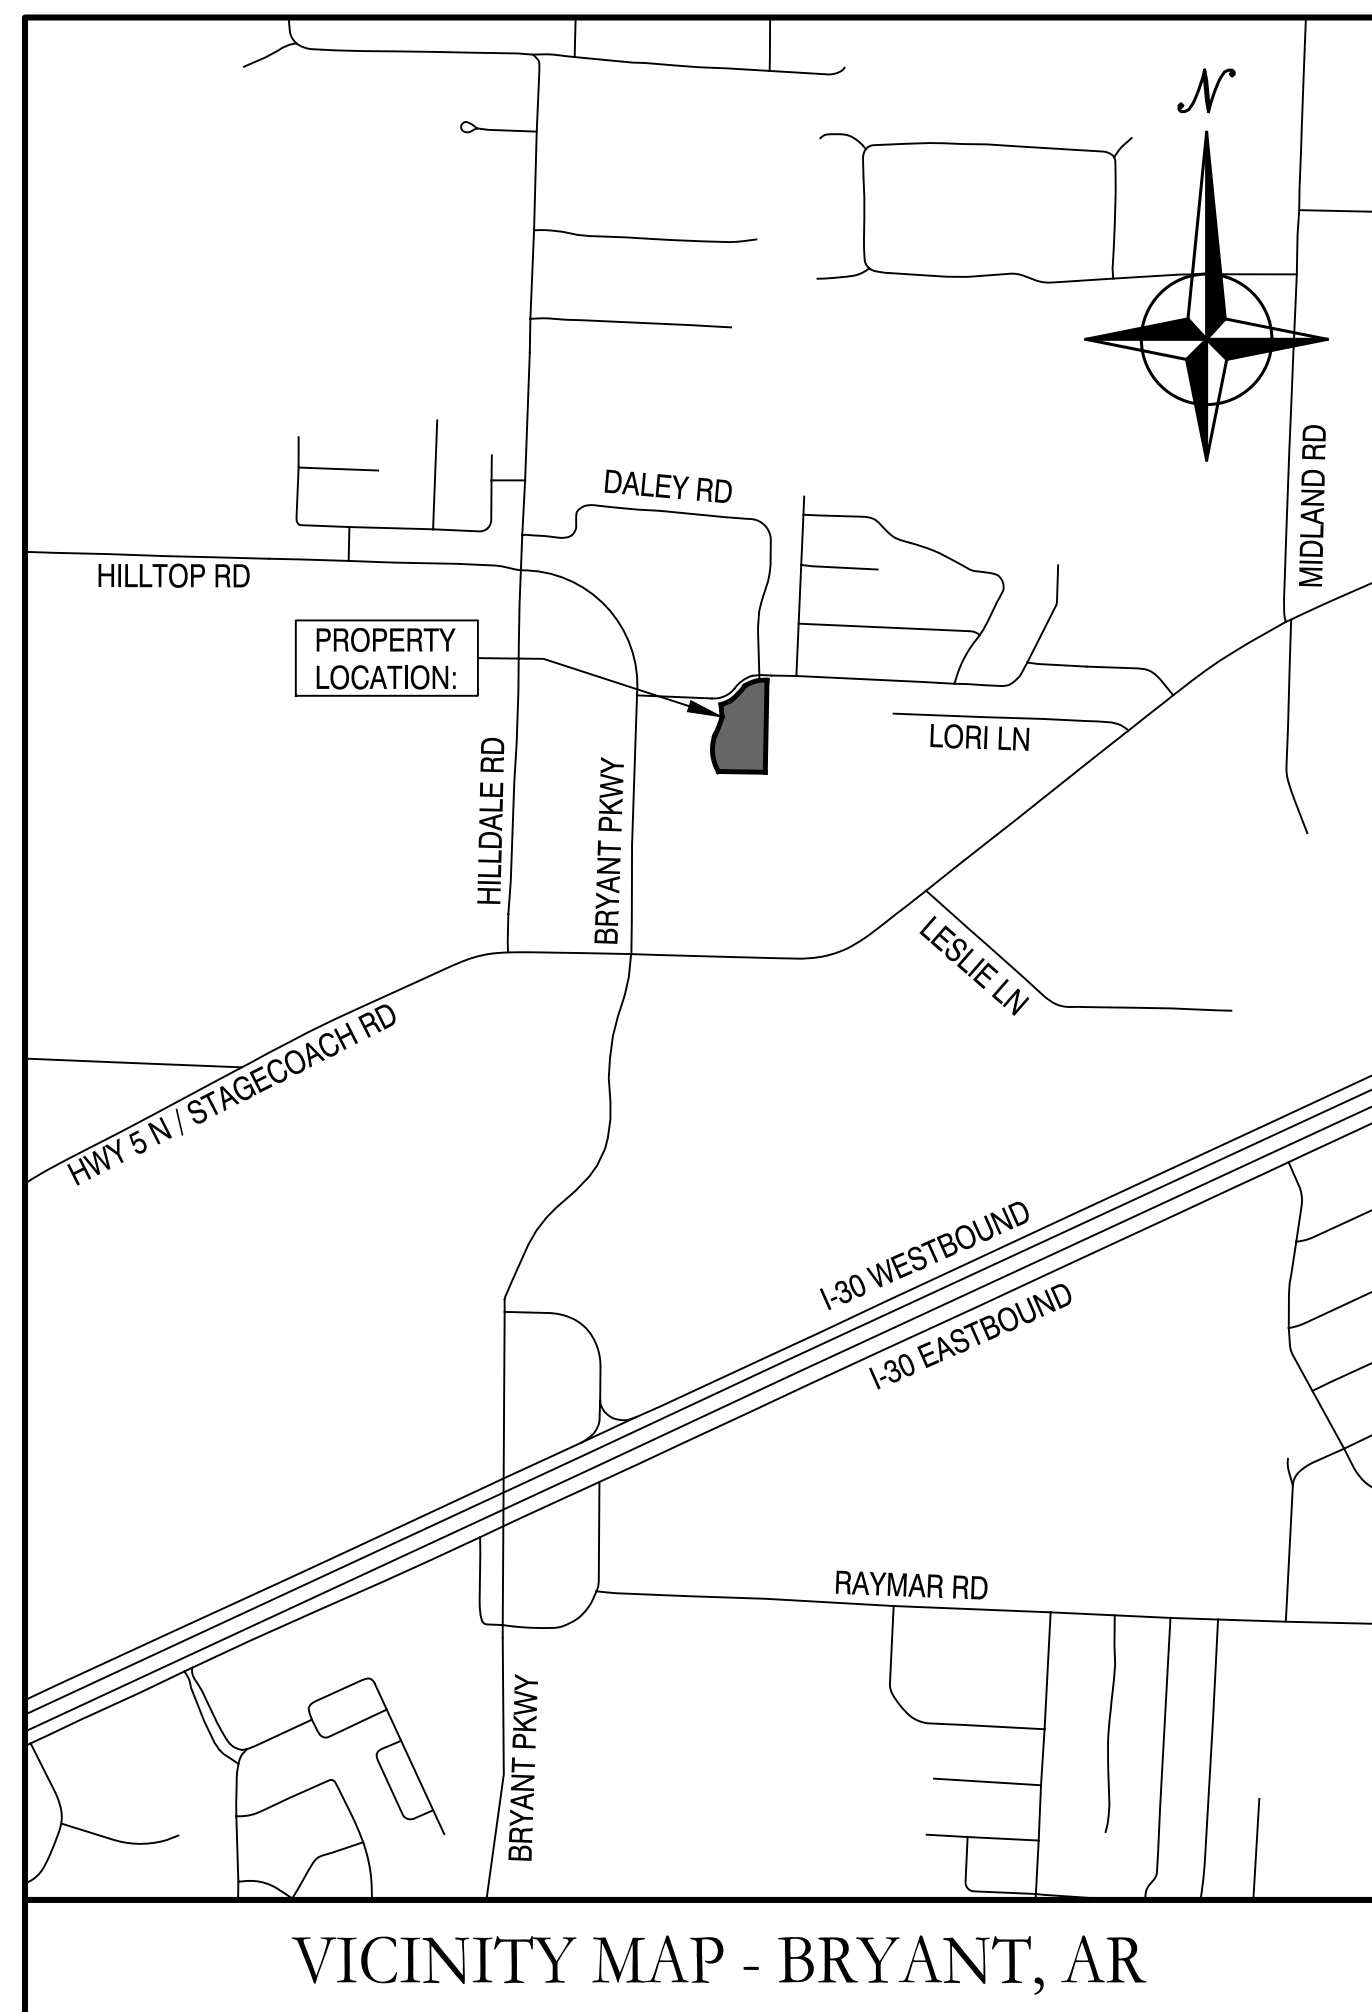 N
DALEY RD
MIDLAND RD
HILLTOP RD
PROPERTY
LOCATION:
LORI LN
HILLDALE RD
BRYANT PKWY
LESLIE LN
HWY 5 N / STAGECOACH RD
I-30 WESTBOUND
I-30 EASTBOUND
RAYMAR RD
BRYANT PKWY
VICINITY MAP - BRYANT, AR